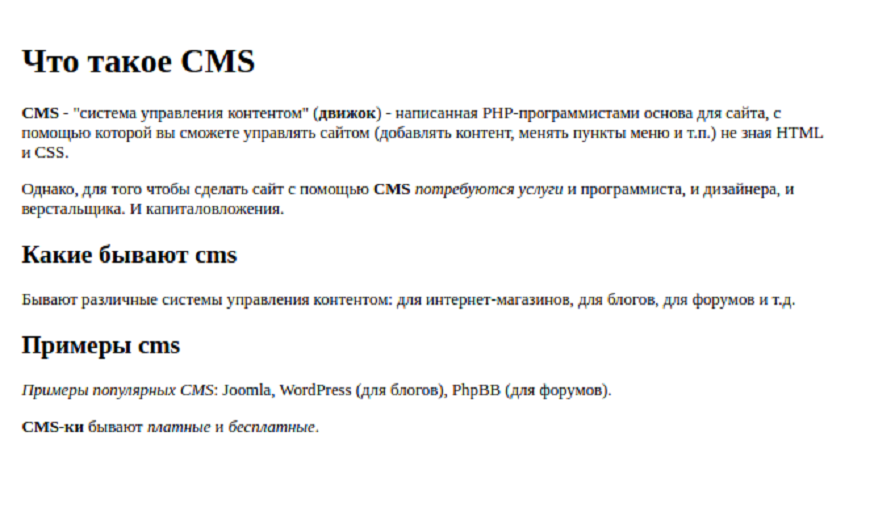 Что такое CMS
CMS - "система управления контентом" (движок) - написанная PHP-программистами основа для сайта, с
помощью которой вы сможете управлять сайтом (добавлять контент, менять пункты меню и т.п.) не зная HTML
и CSS.
Однако, для того чтобы сделать сайт с помощью CMS потребуются услуги и программиста, и дизайнера, и
верстальщика. И капиталовложения.
Какие бывают cms
Бывают различные системы управления контентом: для интернет-магазинов, для блогов, для форумов и т.д.
Примеры cms
Примеры популярных CMS: Joomla, WordPress (для блогов), PhpBB (для форумов).
CMS-ки бывают платные и бесплатные.